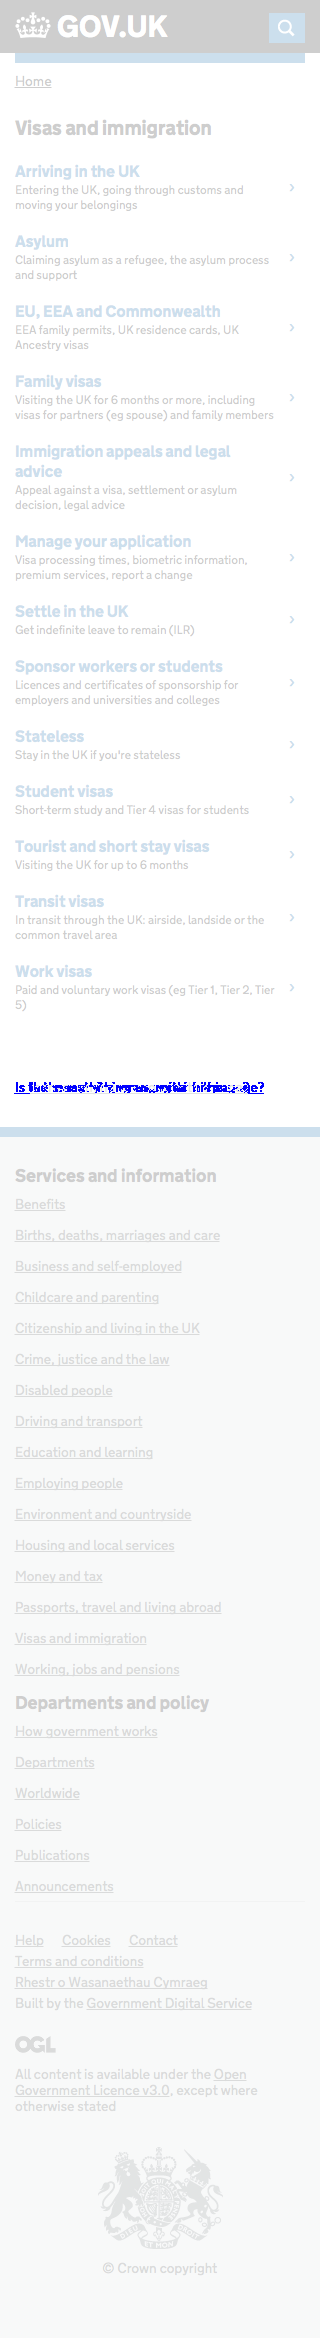 GOV.UK
Home
Visas and immigration
Arriving in the UK
Entering the UK, going through customs and
moving your belongings
Asylum
Claiming asylum as a refugee, the asylum process
and support
EU, EEA and Commonwealth
EEA family permits, UK residence cards, UK
Ancestry visas
Family visas
Visiting the UK for 6 months or more, including
visas for partners (eg spouse) and family members
Immigration appeals and legal
advice
Appeal against a visa, settlement or asylum
decision, legal advice
Manage your application
Visa processing times, biometric information,
premium services, report a change
Settle in the UK
Get indefinite leave to remain (ILR)
Sponsor workers or students
Licences and certificates of sponsorship for
employers and universities and colleges
Stateless
Stay in the UK if you're stateless
Student visas
Short-term study and Tier 4 visas for students
Tourist and short stay visas
Visiting the UK for up to 6 months
Transit visas
In transit through the UK: airside, landside or the
common travel area
Work visas
Paid and voluntary work visas (eg Tier 1, Tier 2, Tier
5)
Is
Services and information
Benefits
Births, deaths, marriages and care
Business and self-employed
Childcare and parenting
Citizenship and living in the UK
Crime, justice and the law
Disabled people
Driving and transport
Education and learning
Employing people
Environment and countryside
Housing and local services
Money and tax
Passports, travel and living abroad
Visas and immigration
Working, jobs and pensions
Departments and policy
How government works
Departments
Worldwide
Policies
Publications
Announcements
Help Cookies Contact
Terms and conditions
Rhestr o Wasanaethau Cymraeg
Built by the Government Digital Service
OGL
All content is available under the Open
Government Licence v3.0, except where
otherwise stated
© Crown copyright